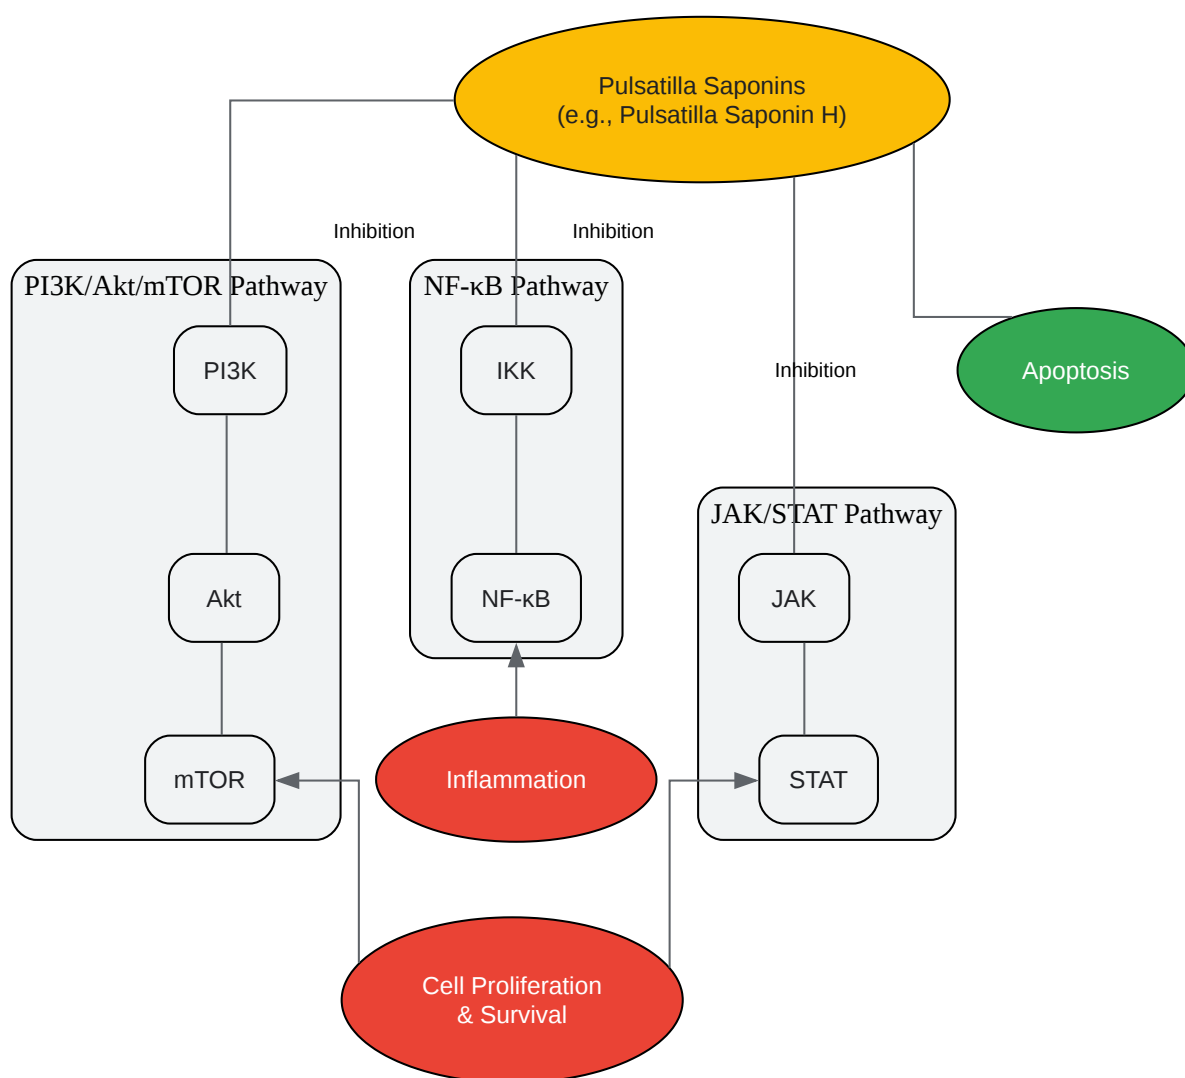 Pulsatilla Saponins
(e.g., Pulsatilla Saponin H)
Inhibition
Inhibition
PI3K/Akt/mTOR Pathway
NF-κB Pathway
PI3K
IKK
Inhibition
Apoptosis
JAK/STAT Pathway
Akt
NF-κB
JAK
mTOR
Inflammation
STAT
Cell Proliferation
& Survival